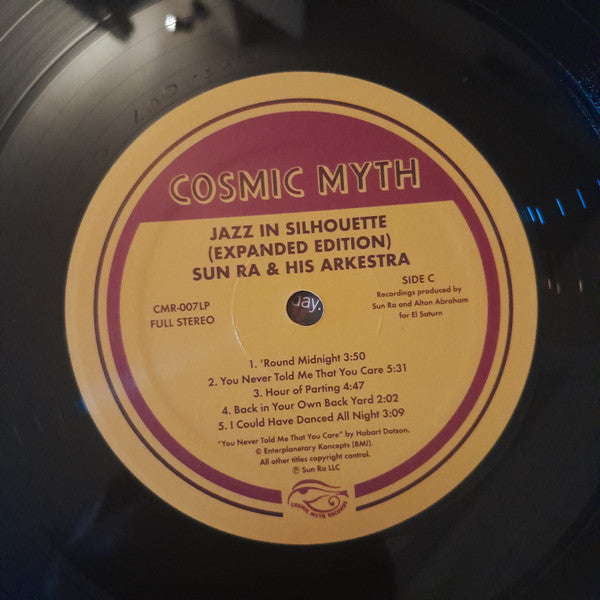 COSMIC MYTH
JAZZ IN SILHOUETTE
(EXPANDED EDITION)
SUN RA & HIS ARKESTRA
CMR-007LP
FULL STEREO
SIDE C
Recordings produced by
Sun Ra and Alton Abraham
for El Saturn
day.
1. 'Round Midnight 3:50
2. You Never Told Me That You Care 5:31
3. Hour of Parting 4:47
4. Back in Your Own Back Yard 2:02
5. I Could Have Danced All Night 3:09
"You Never Told Me That You Care" by Hobart Dotson.
© Enterplanetary Koncepts (BMI).
All other titles copyright control.
℗ Sun Ra LLC
COSMIC MYTH RECORDS